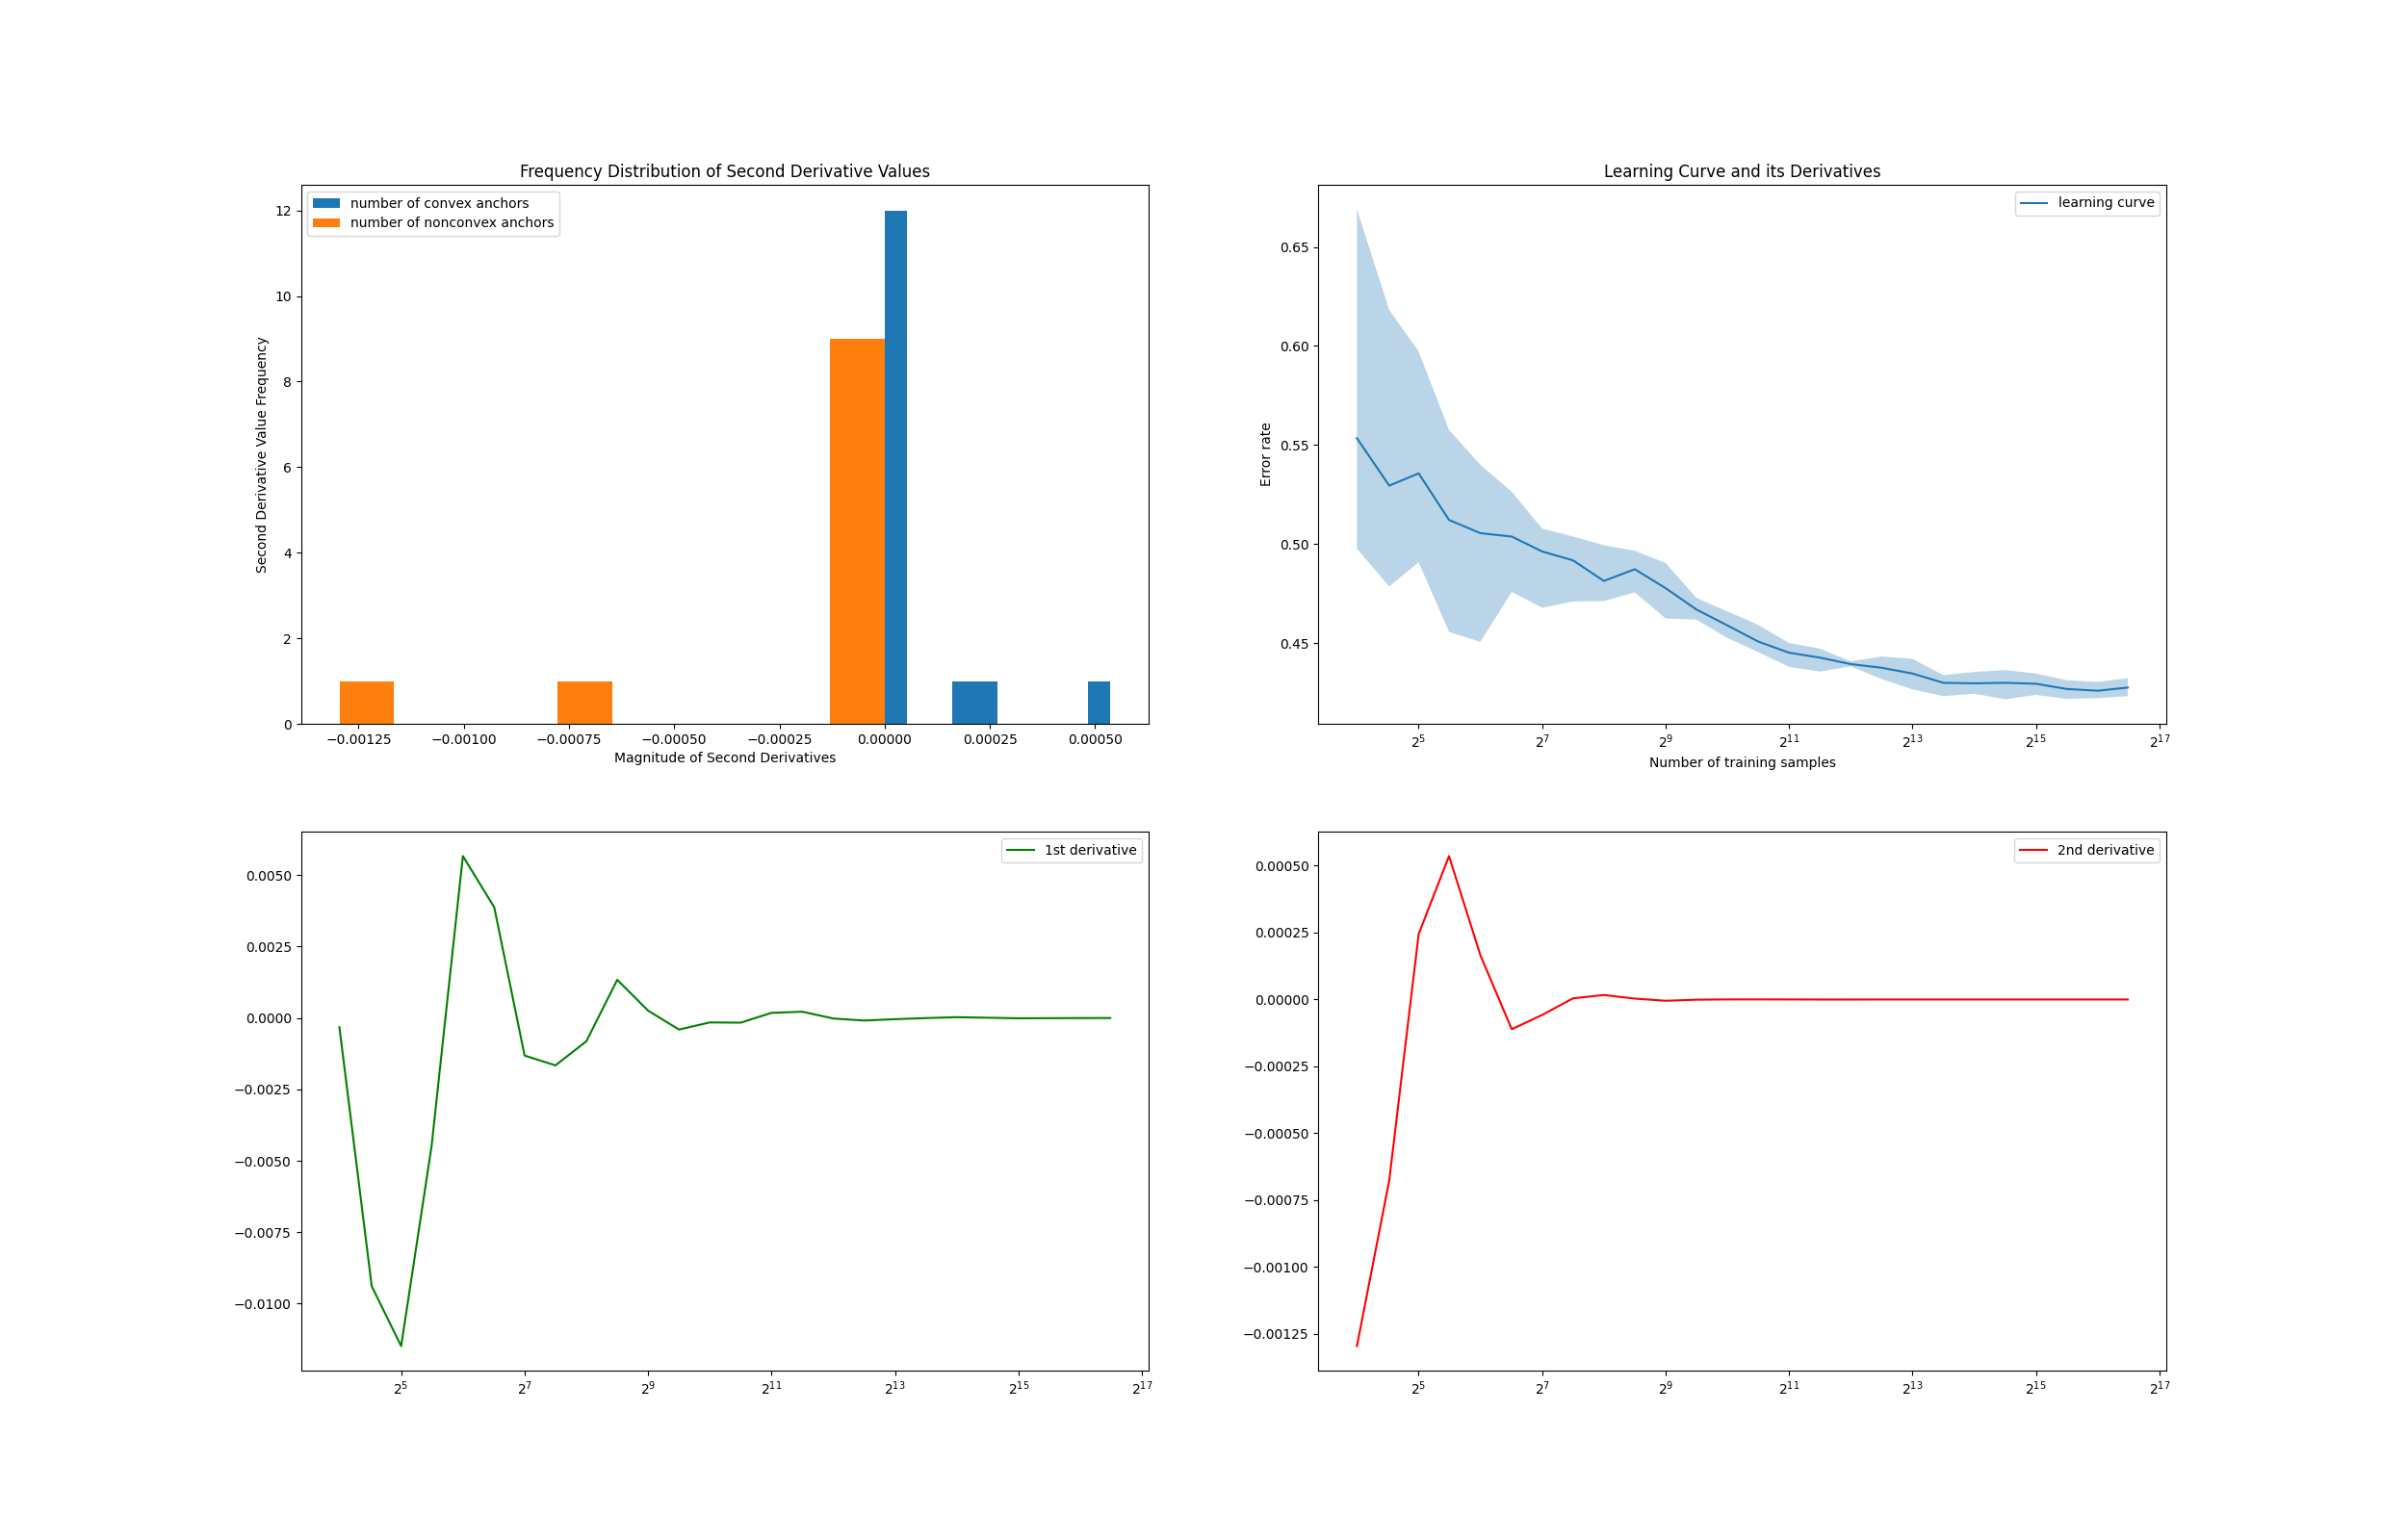 Frequency Distribution of Second Derivative Values
number of convex anchors
number of nonconvex anchors
12
10
8
6
4
2
0
Second Derivative Value Frequency
−0.00125 −0.00100 −0.00075 −0.00050 −0.00025 0.00000 0.00025 0.00050
Magnitude of Second Derivatives
Learning Curve and its Derivatives
learning curve
0.65
0.60
0.55
0.50
0.45
Error rate
2^5 2^7 2^9 2^11 2^13 2^15 2^17
Number of training samples
1st derivative
0.0050
0.0025
0.0000
−0.0025
−0.0050
−0.0075
−0.0100
2^5 2^7 2^9 2^11 2^13 2^15 2^17
2nd derivative
0.00050
0.00025
0.00000
−0.00025
−0.00050
−0.00075
−0.00100
−0.00125
2^5 2^7 2^9 2^11 2^13 2^15 2^17